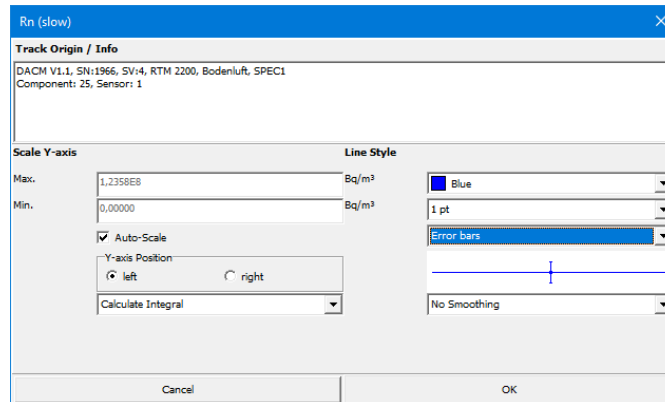 Rn (slow)
Track Origin / Info
DACM V1.1, SN:1966, SV:4, RTM 2200, Bodenluft, SPEC1
Component: 25, Sensor: 1
Scale Y-axis
Line Style
Max.
1,2358E8
Bq/m³
Blue
Min.
0,00000
Bq/m³
1 pt
Auto-Scale
Error bars
Y-axis Position
left
right
Calculate Integral
No Smoothing
Cancel
OK